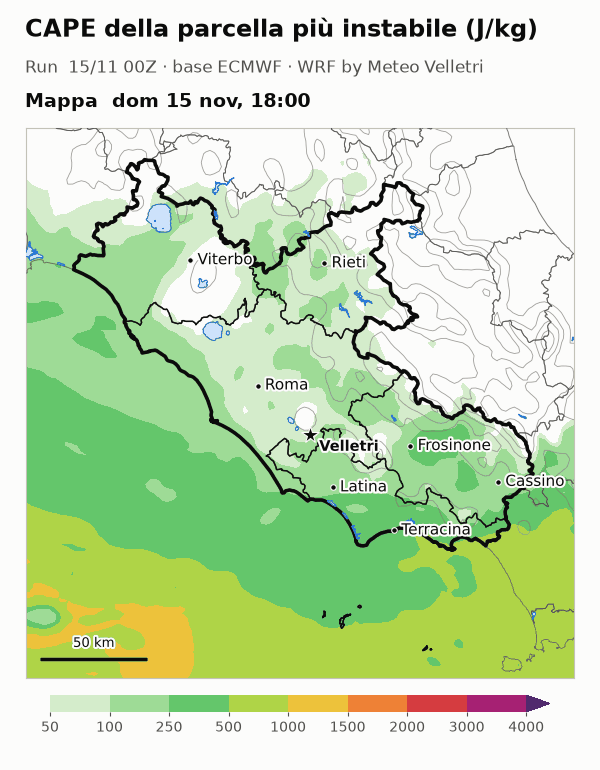 CAPE della parcella più instabile (J/kg)
Run 15/11 00Z · base ECMWF · WRF by Meteo Velletri
Mappa dom 15 nov, 18:00
Viterbo
Rieti
Roma
Velletri
Frosinone
Latina
Cassino
Terracina
50 km
50 100 250 500 1000 1500 2000 3000 4000